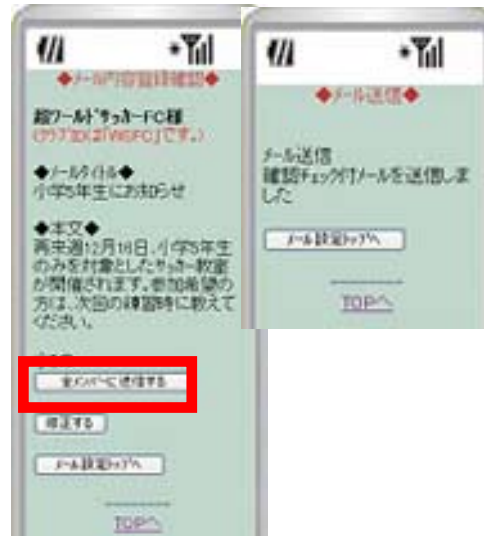 ◆メール内容登録確認◆
超ワールドサッカーFC様
(クラブIDは「WSFC」です。)
◆メールタイトル◆
小学5年生にお知らせ
◆本文◆
再来週12月16日、小学5年生
のみを対象としたサッカー教室
が開催されます。参加希望の
方は、次回の練習時に教えて
ください。
全メンバーに送信する
修正する
メール設定トップへ
TOPへ
◆メール送信◆
メール送信
確認チェック付メールを送信しま
した
メール設定トップへ
TOPへ